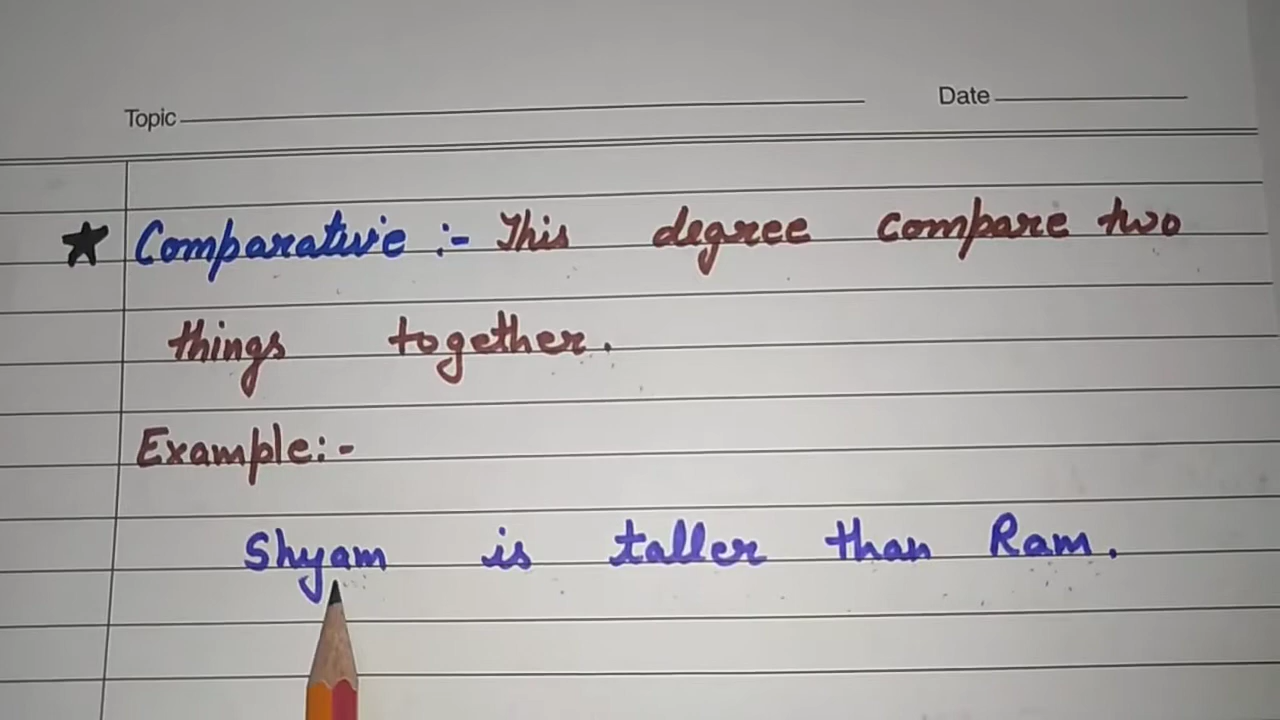 Topic Date
★ Comparative :- This degree compare two
things together.
Example:-
Shyam is taller than Ram.